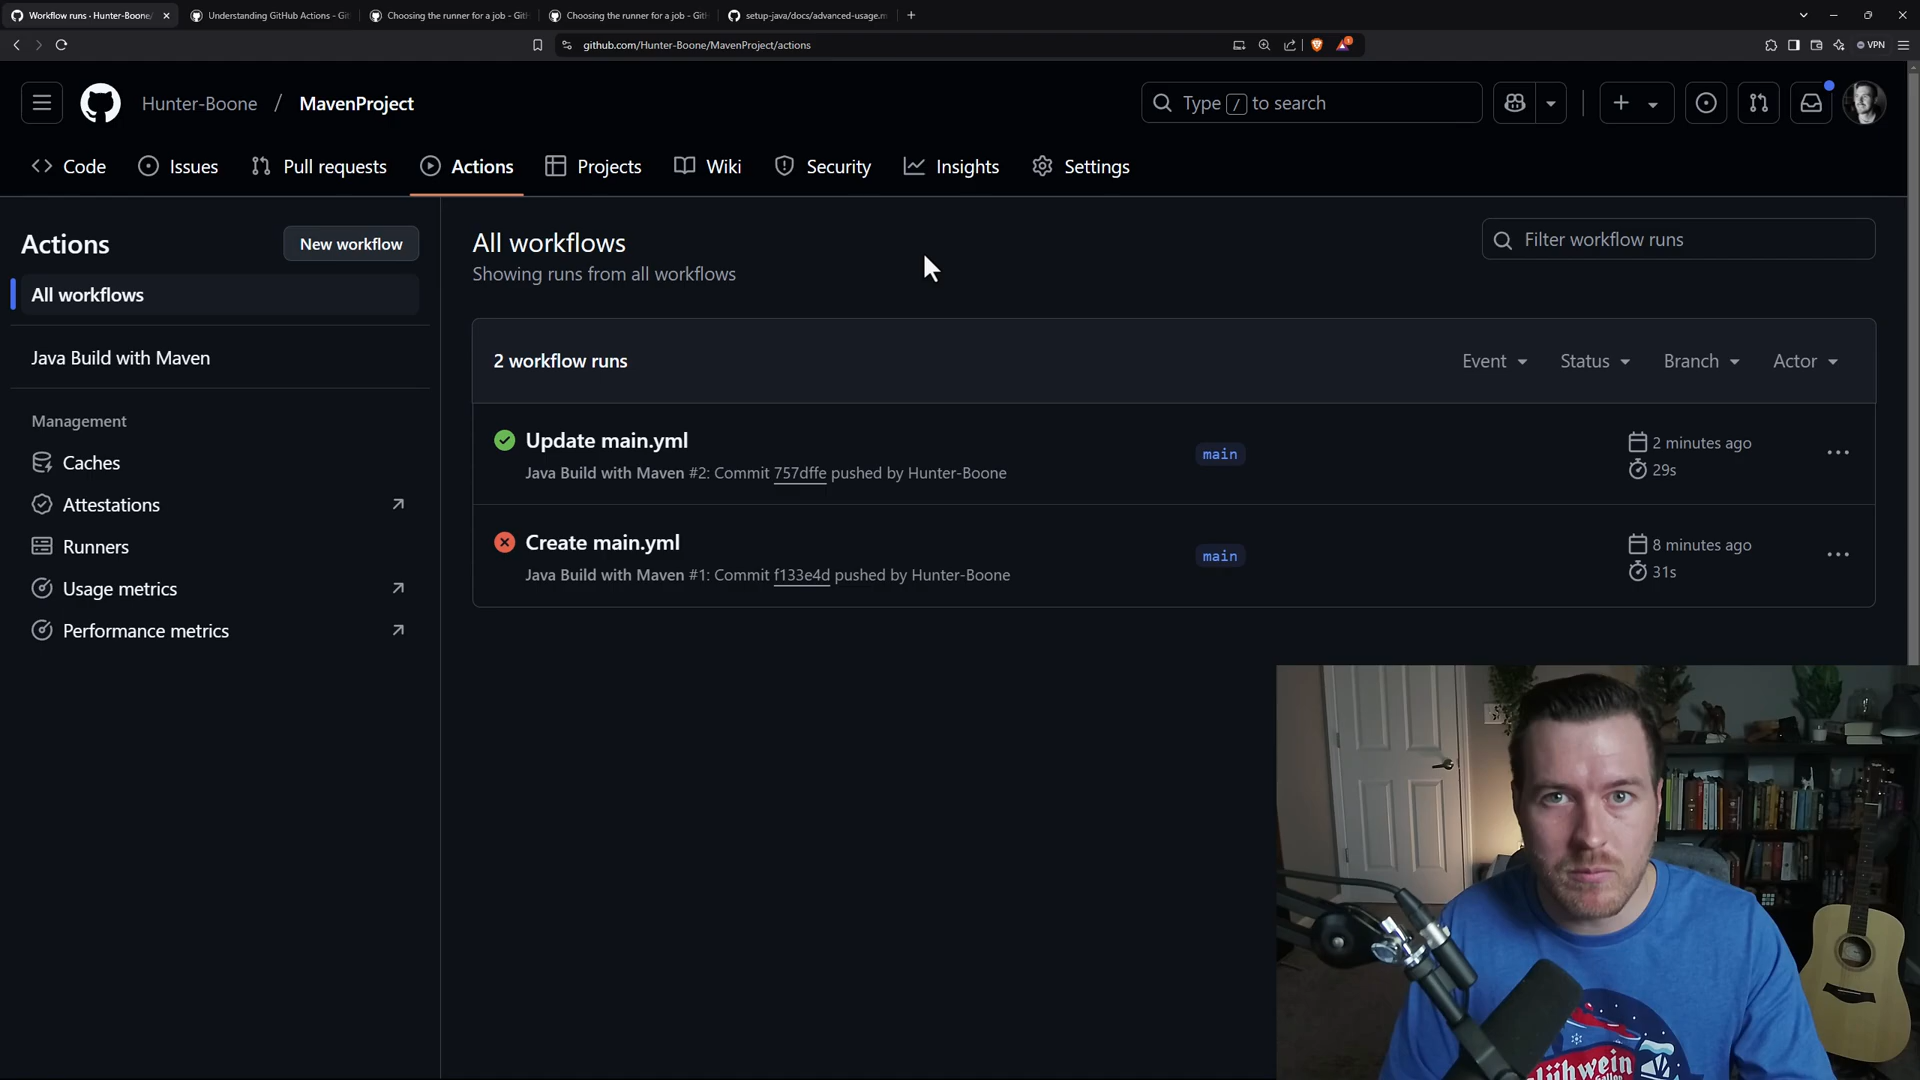 Workflow runs · Hunter-Boone/
Understanding GitHub Actions - Git
Choosing the runner for a job - GitH
Choosing the runner for a job - GitH
setup-java/docs/advanced-usage.m
github.com/Hunter-Boone/MavenProject/actions
1
VPN
Hunter-Boone / MavenProject
Type / to search
Code
Issues
Pull requests
Actions
Projects
Wiki
Security
Insights
Settings
Actions
New workflow
All workflows
Java Build with Maven
Management
Caches
Attestations
Runners
Usage metrics
Performance metrics
All workflows
Showing runs from all workflows
Filter workflow runs
2 workflow runs
Event
Status
Branch
Actor
Update main.yml
Java Build with Maven #2: Commit 757dffe pushed by Hunter-Boone
main
2 minutes ago
29s
Create main.yml
Java Build with Maven #1: Commit f133e4d pushed by Hunter-Boone
main
8 minutes ago
31s